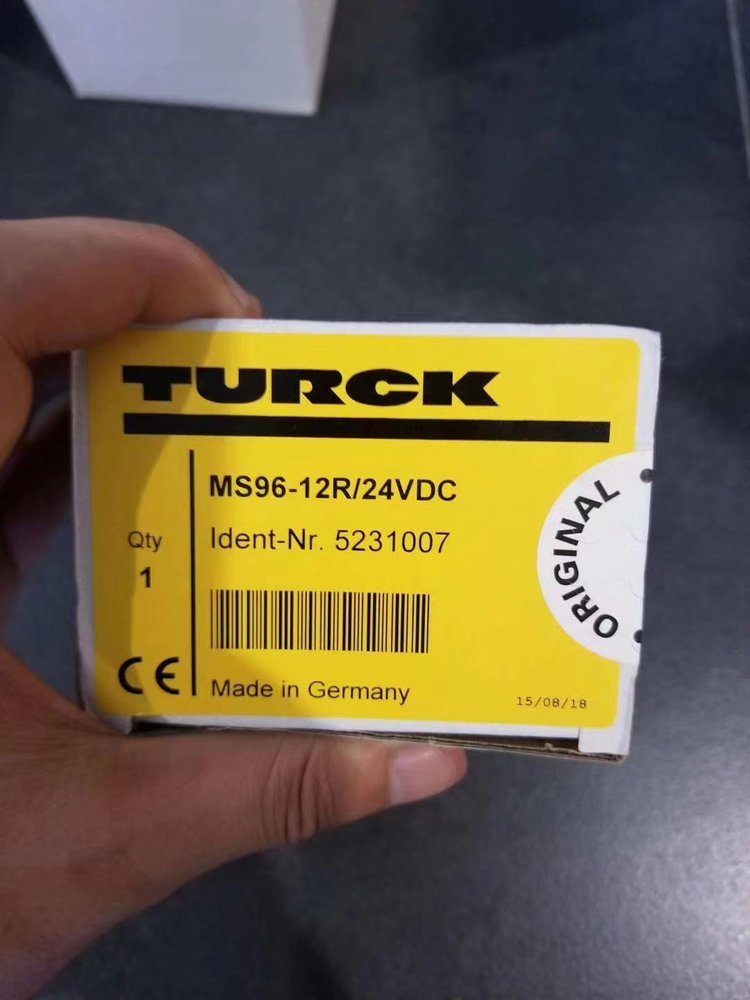 TURCK
MS96-12R/24VDC
Ident-Nr. 5231007
Qty
1
ORIGINAL
CE
Made in Germany
15/08/18